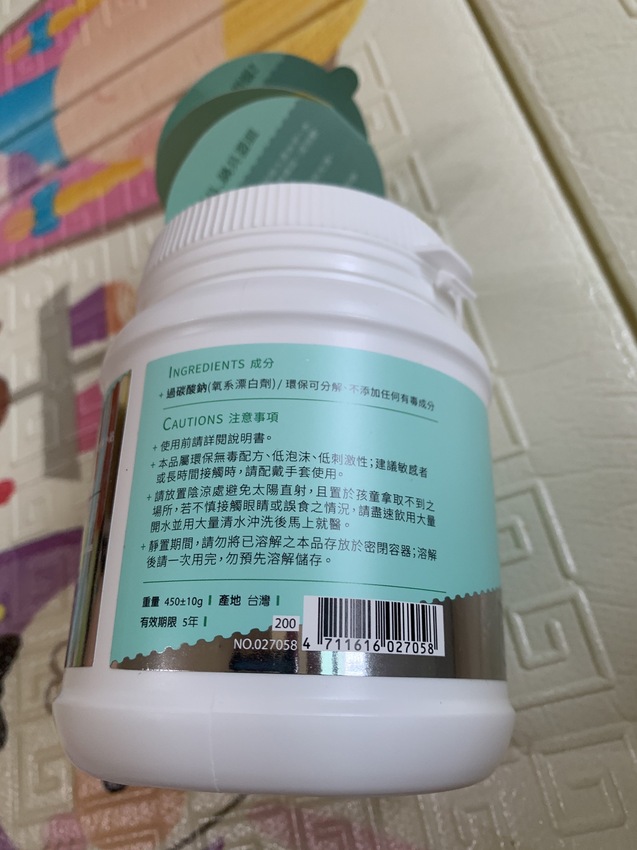 INGREDIENTS 成分
+ 過碳酸鈉(氧系漂白劑) / 環保可分解‧不添加任何有毒成分
CAUTIONS 注意事項
+ 使用前請詳閱說明書。
+ 本品屬環保無毒配方、低泡沫、低刺激性；建議敏感者
或長時間接觸時，請配戴手套使用。
+ 請放置陰涼處避免太陽直射，且置於孩童拿取不到之
場所，若不慎接觸眼睛或誤食之情況，請盡速飲用大量
開水並用大量清水沖洗後馬上就醫。
+ 靜置期間，請勿將已溶解之本品存放於密閉容器；溶解
後請一次用完，勿預先溶解儲存。
重量 450±10g | 產地 台灣 |
有效期限 5年 |
200
NO.027058
4 711616 027058